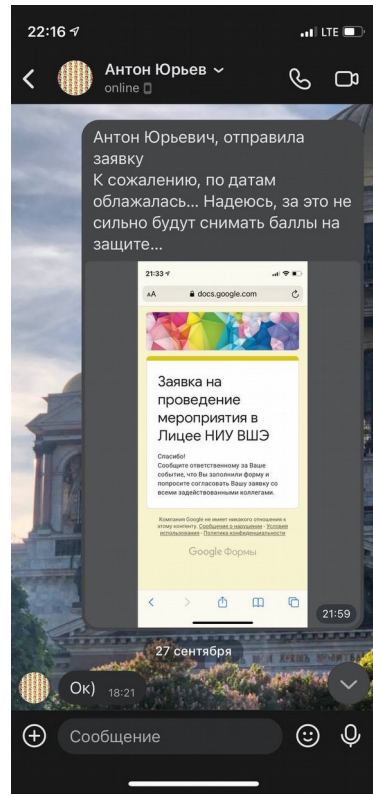 22:16
LTE
Антон Юрьев
online
Антон Юрьевич, отправила
заявку
К сожалению, по датам
облажалась... Надеюсь, за это не
сильно будут снимать баллы на
защите...
21:33
AA docs.google.com
Заявка на
проведение
мероприятия в
Лицее НИУ ВШЭ
Спасибо!
Сообщите ответственному за Ваше
событие, что Вы заполнили форму и
попросите согласовать Вашу заявку со
всеми задействованными коллегами.
Компания Google не имеет никакого отношения к
этому контенту. Сообщение о нарушении - Условия
использования - Политика конфиденциальности
Google Формы
21:59
27 сентября
Ок) 18:21
Сообщение